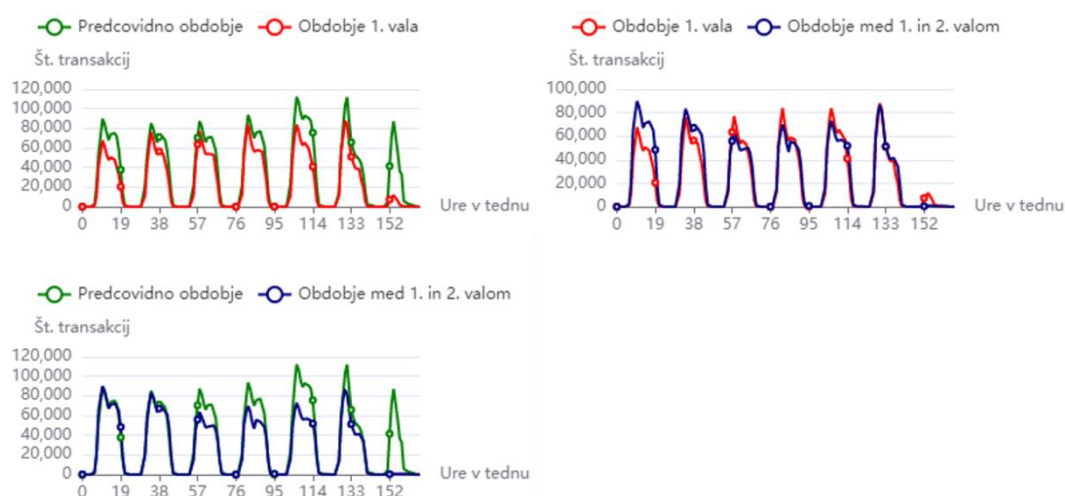 Predcovidno obdobje Obdobje 1. vala
Št. transakcij
120,000
100,000
80,000
60,000
40,000
20,000
0
Ure v tednu
0 19 38 57 76 95 114 133 152
Obdobje 1. vala Obdobje med 1. in 2. valom
Št. transakcij
100,000
80,000
60,000
40,000
20,000
0
Ure v tednu
0 19 38 57 76 95 114 133 152
Predcovidno obdobje Obdobje med 1. in 2. valom
Št. transakcij
120,000
100,000
80,000
60,000
40,000
20,000
0
Ure v tednu
0 19 38 57 76 95 114 133 152